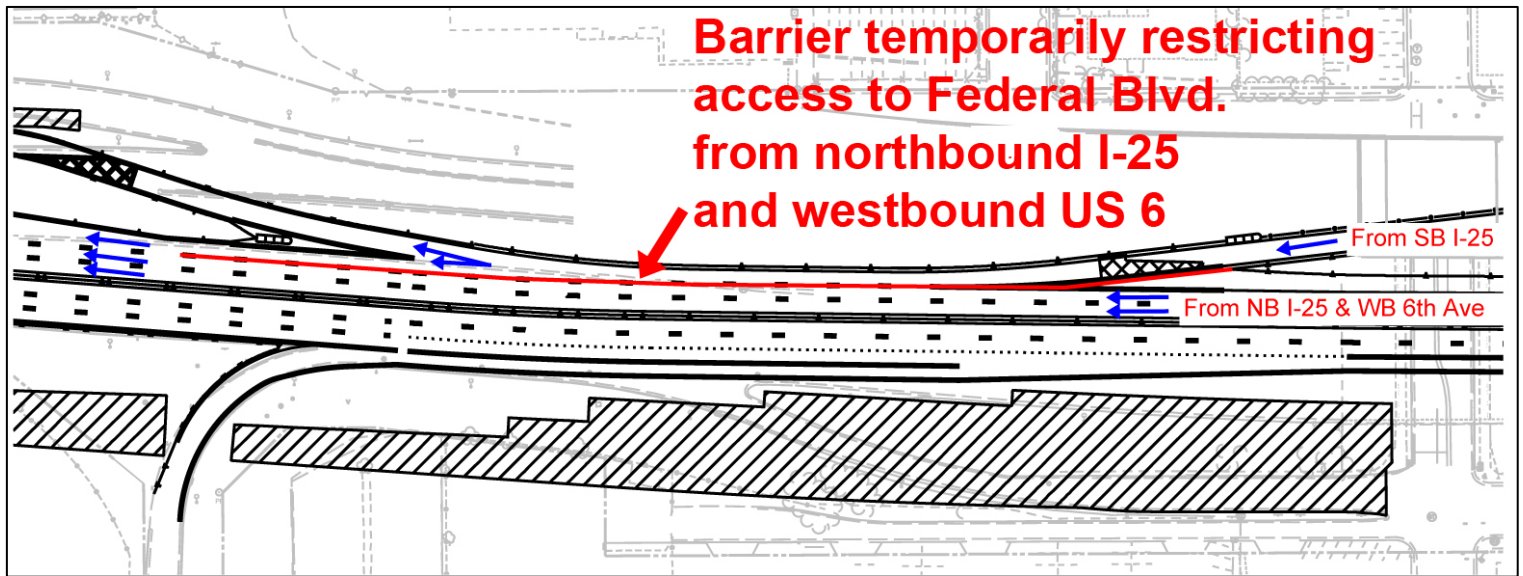 Barrier temporarily restricting
access to Federal Blvd.
from northbound I-25
and westbound US 6
From SB I-25
From NB I-25 & WB 6th Ave